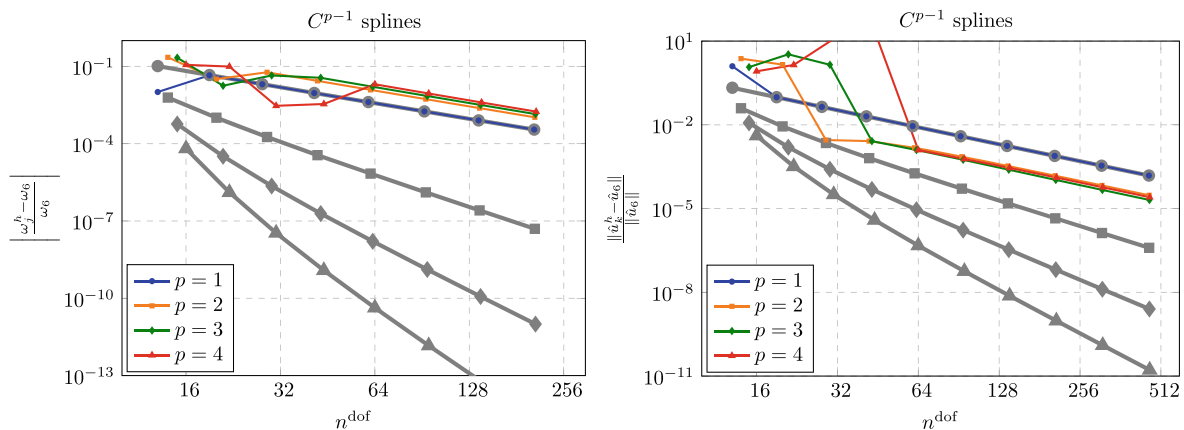 C^{p−1} splines
10^{−1}
10^{−4}
10^{−7}
10^{−10}
10^{−13}
|ω_j^h − ω_6 / ω_6|
p = 1
p = 2
p = 3
p = 4
16 32 64 128 256
n^{dof}
C^{p−1} splines
10^1
10^{−2}
10^{−5}
10^{−8}
10^{−11}
‖û_k^h − û_6‖ / ‖û_6‖
p = 1
p = 2
p = 3
p = 4
16 32 64 128 256 512
n^{dof}